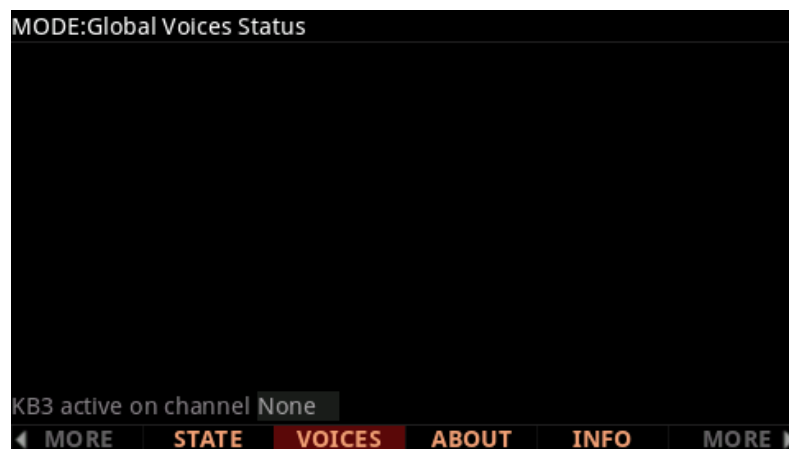 MODE:Global Voices Status
KB3 active on channel None
MORE STATE VOICES ABOUT INFO MORE